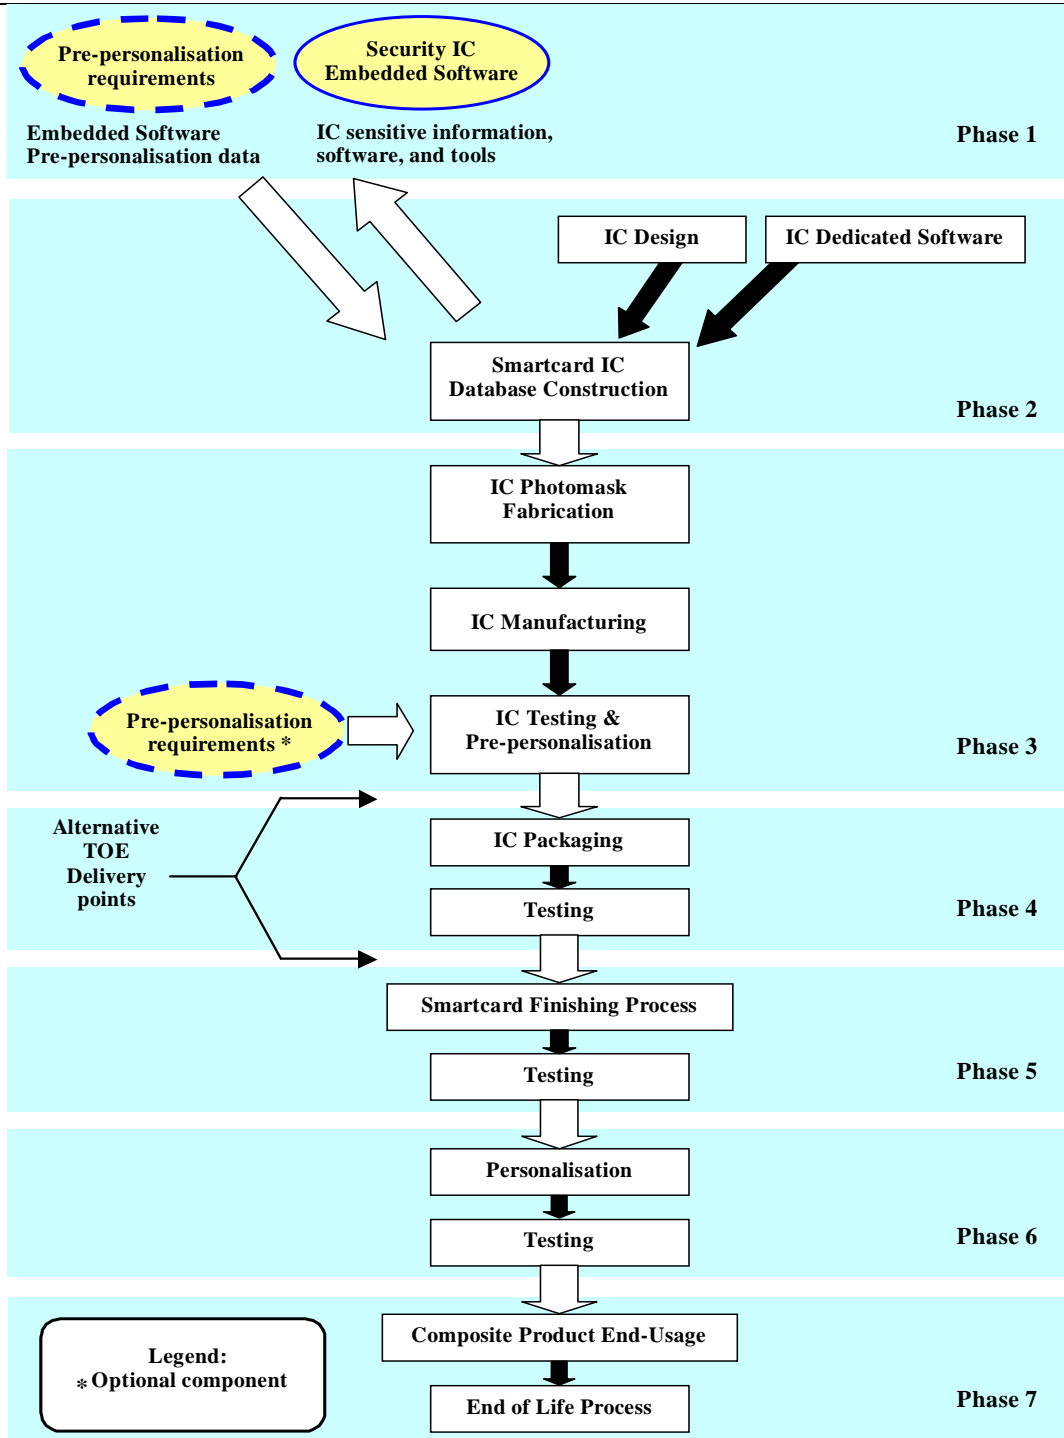 Pre-personalisation
requirements
Security IC
Embedded Software
Embedded Software
Pre-personalisation data
IC sensitive information,
software, and tools
Phase 1
IC Design
IC Dedicated Software
Smartcard IC
Database Construction
Phase 2
IC Photomask
Fabrication
IC Manufacturing
Pre-personalisation
requirements *
IC Testing &
Pre-personalisation
Phase 3
Alternative
TOE
Delivery
points
IC Packaging
Testing
Phase 4
Smartcard Finishing Process
Testing
Phase 5
Personalisation
Testing
Phase 6
Composite Product End-Usage
End of Life Process
Legend:
* Optional component
Phase 7